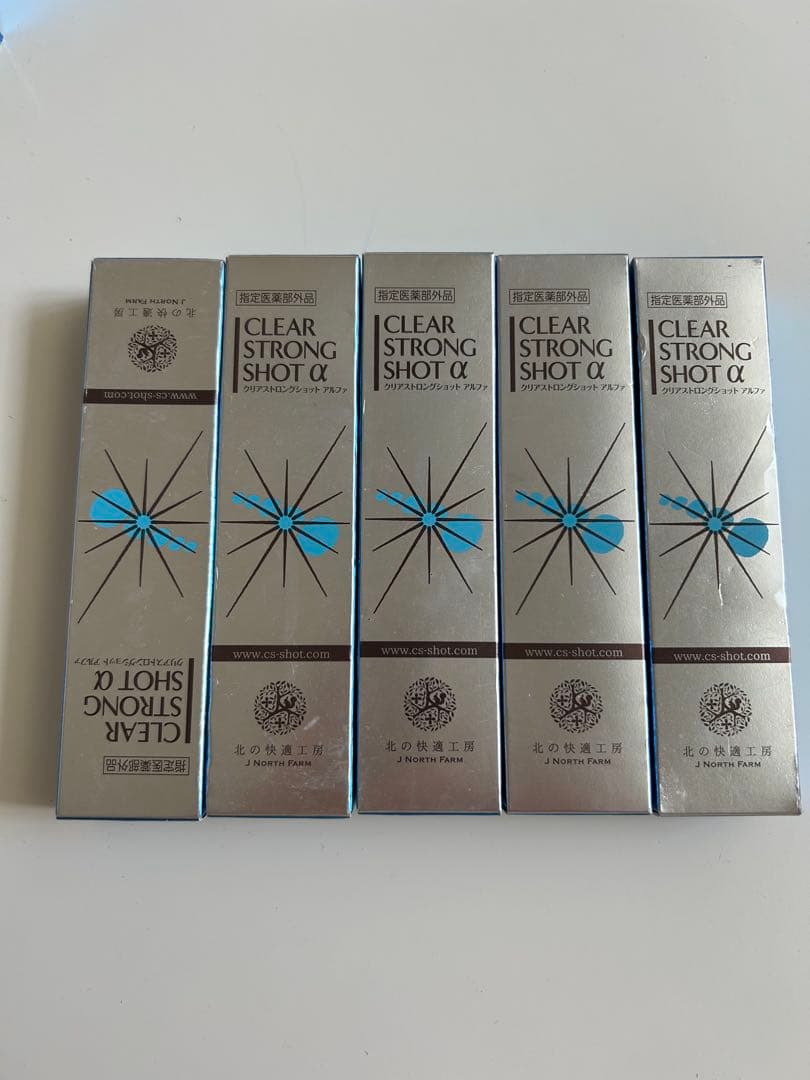 指定医薬部外品
CLEAR
STRONG
SHOT α
クリアストロングショット アルファ
www.cs-shot.com
北の快適工房
J NORTH FARM
指定医薬部外品
CLEAR
STRONG
SHOT α
クリアストロングショット アルファ
www.cs-shot.com
北の快適工房
J NORTH FARM
指定医薬部外品
CLEAR
STRONG
SHOT α
クリアストロングショット アルファ
www.cs-shot.com
北の快適工房
J NORTH FARM
指定医薬部外品
CLEAR
STRONG
SHOT α
クリアストロングショット アルファ
www.cs-shot.com
北の快適工房
J NORTH FARM
指定医薬部外品
CLEAR
STRONG
SHOT α
クリアストロングショット アルファ
www.cs-shot.com
北の快適工房
J NORTH FARM